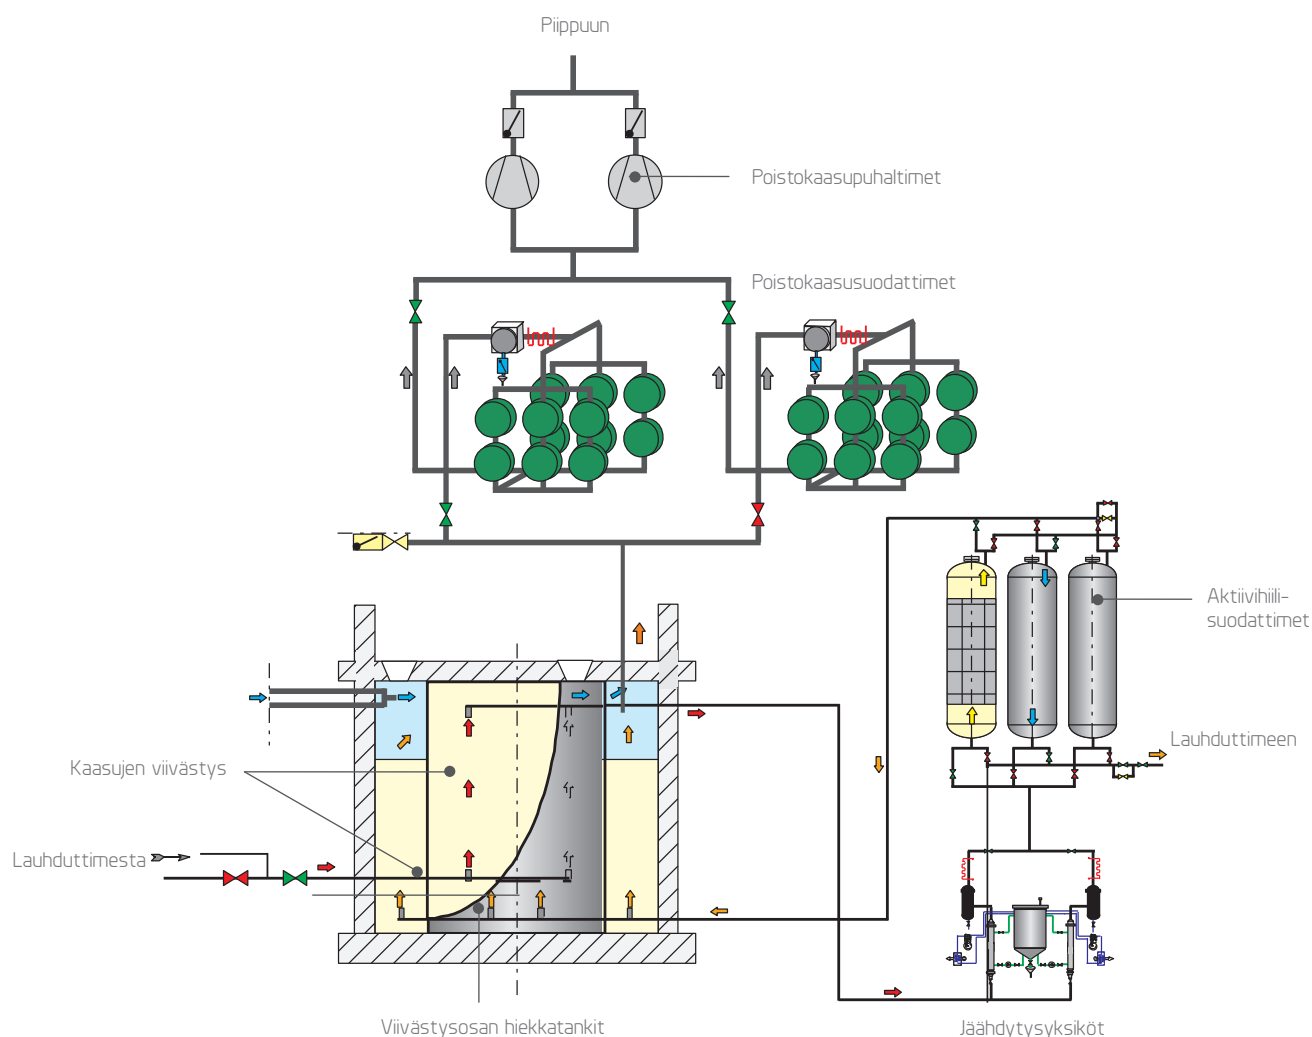 Piippuun
Poistokaasupuhaltimet
Poistokaasusuodattimet
Aktiivihiili-
suodattimet
Lauhduttimeen
Kaasujen viivästys
Lauhduttimesta
Viivästysosan hiekkatankit
Jäähdytysyksiköt